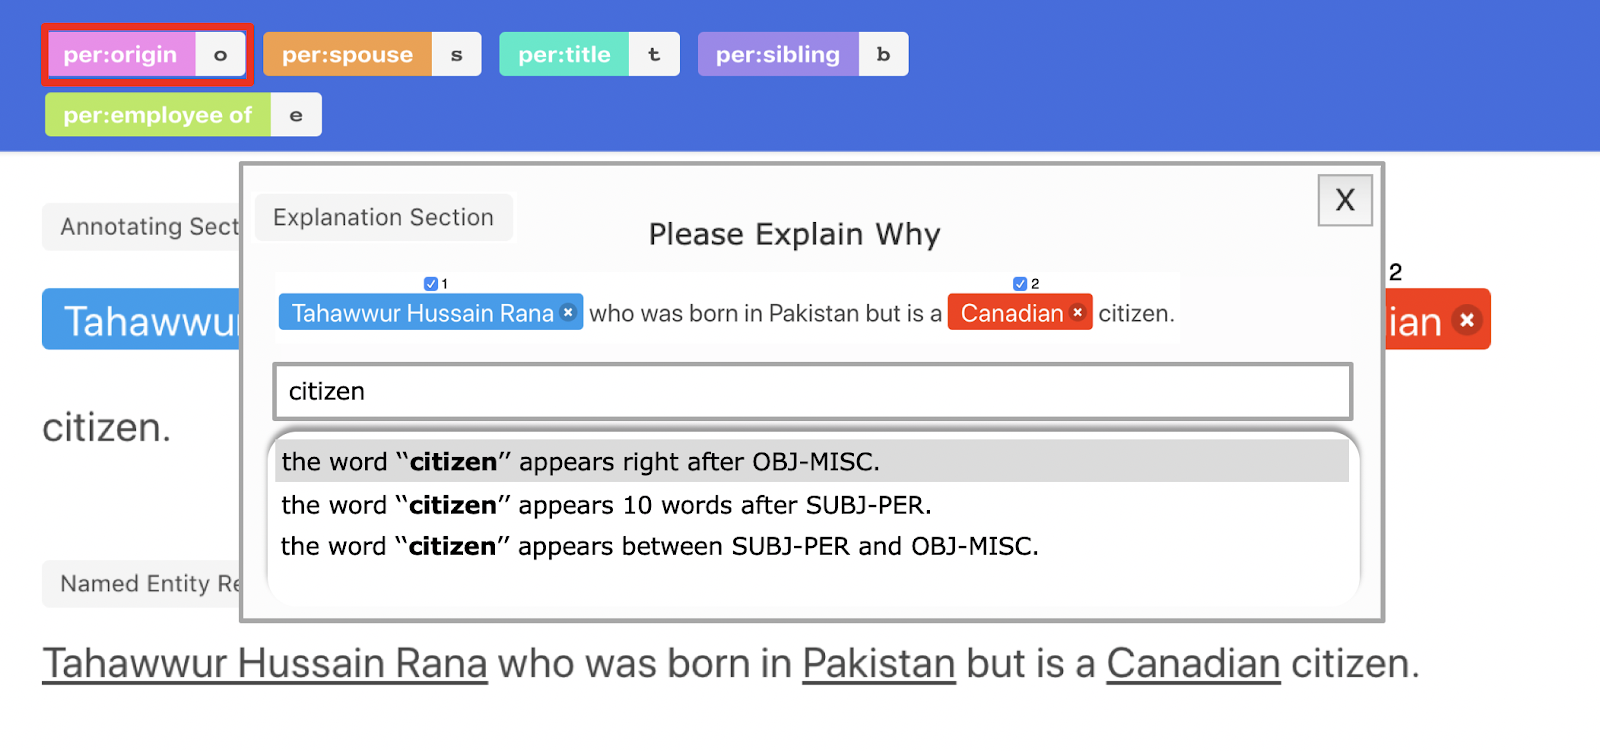 per:origin o per:spouse s per:title t per:sibling b
per:employee of e
Annotating Sect
Explanation Section
X
Please Explain Why
1 2
Tahawwur Hussain Rana × who was born in Pakistan but is a Canadian × citizen.
2
Tahawwu ian ×
citizen
citizen.
the word “citizen” appears right after OBJ-MISC.
the word “citizen” appears 10 words after SUBJ-PER.
the word “citizen” appears between SUBJ-PER and OBJ-MISC.
Named Entity Re
Tahawwur Hussain Rana who was born in Pakistan but is a Canadian citizen.